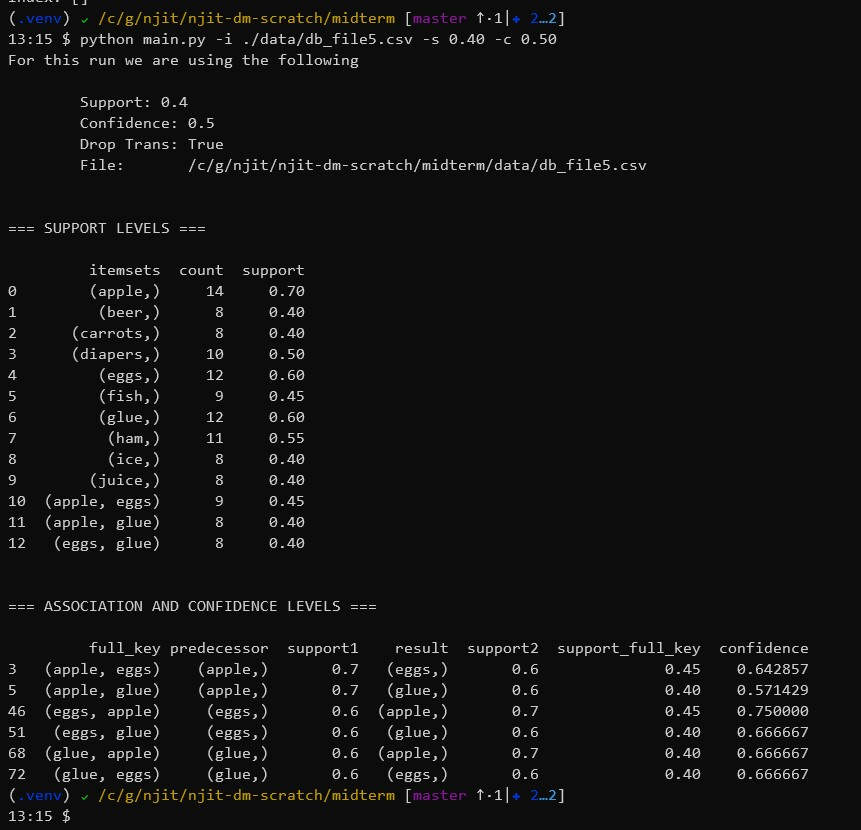 index: []
(.venv) ✓ /c/g/njit/njit-dm-scratch/midterm [master ↑·1|✚ 2…2]
13:15 $ python main.py -i ./data/db_file5.csv -s 0.40 -c 0.50
For this run we are using the following
Support: 0.4
Confidence: 0.5
Drop Trans: True
File: /c/g/njit/njit-dm-scratch/midterm/data/db_file5.csv
=== SUPPORT LEVELS ===
itemsets count support
0 (apple,) 14 0.70
1 (beer,) 8 0.40
2 (carrots,) 8 0.40
3 (diapers,) 10 0.50
4 (eggs,) 12 0.60
5 (fish,) 9 0.45
6 (glue,) 12 0.60
7 (ham,) 11 0.55
8 (ice,) 8 0.40
9 (juice,) 8 0.40
10 (apple, eggs) 9 0.45
11 (apple, glue) 8 0.40
12 (eggs, glue) 8 0.40
=== ASSOCIATION AND CONFIDENCE LEVELS ===
full_key predecessor support1 result support2 support_full_key confidence
3 (apple, eggs) (apple,) 0.7 (eggs,) 0.6 0.45 0.642857
5 (apple, glue) (apple,) 0.7 (glue,) 0.6 0.40 0.571429
46 (eggs, apple) (eggs,) 0.6 (apple,) 0.7 0.45 0.750000
51 (eggs, glue) (eggs,) 0.6 (glue,) 0.6 0.40 0.666667
68 (glue, apple) (glue,) 0.6 (apple,) 0.7 0.40 0.666667
72 (glue, eggs) (glue,) 0.6 (eggs,) 0.6 0.40 0.666667
(.venv) ✓ /c/g/njit/njit-dm-scratch/midterm [master ↑·1|✚ 2…2]
13:15 $